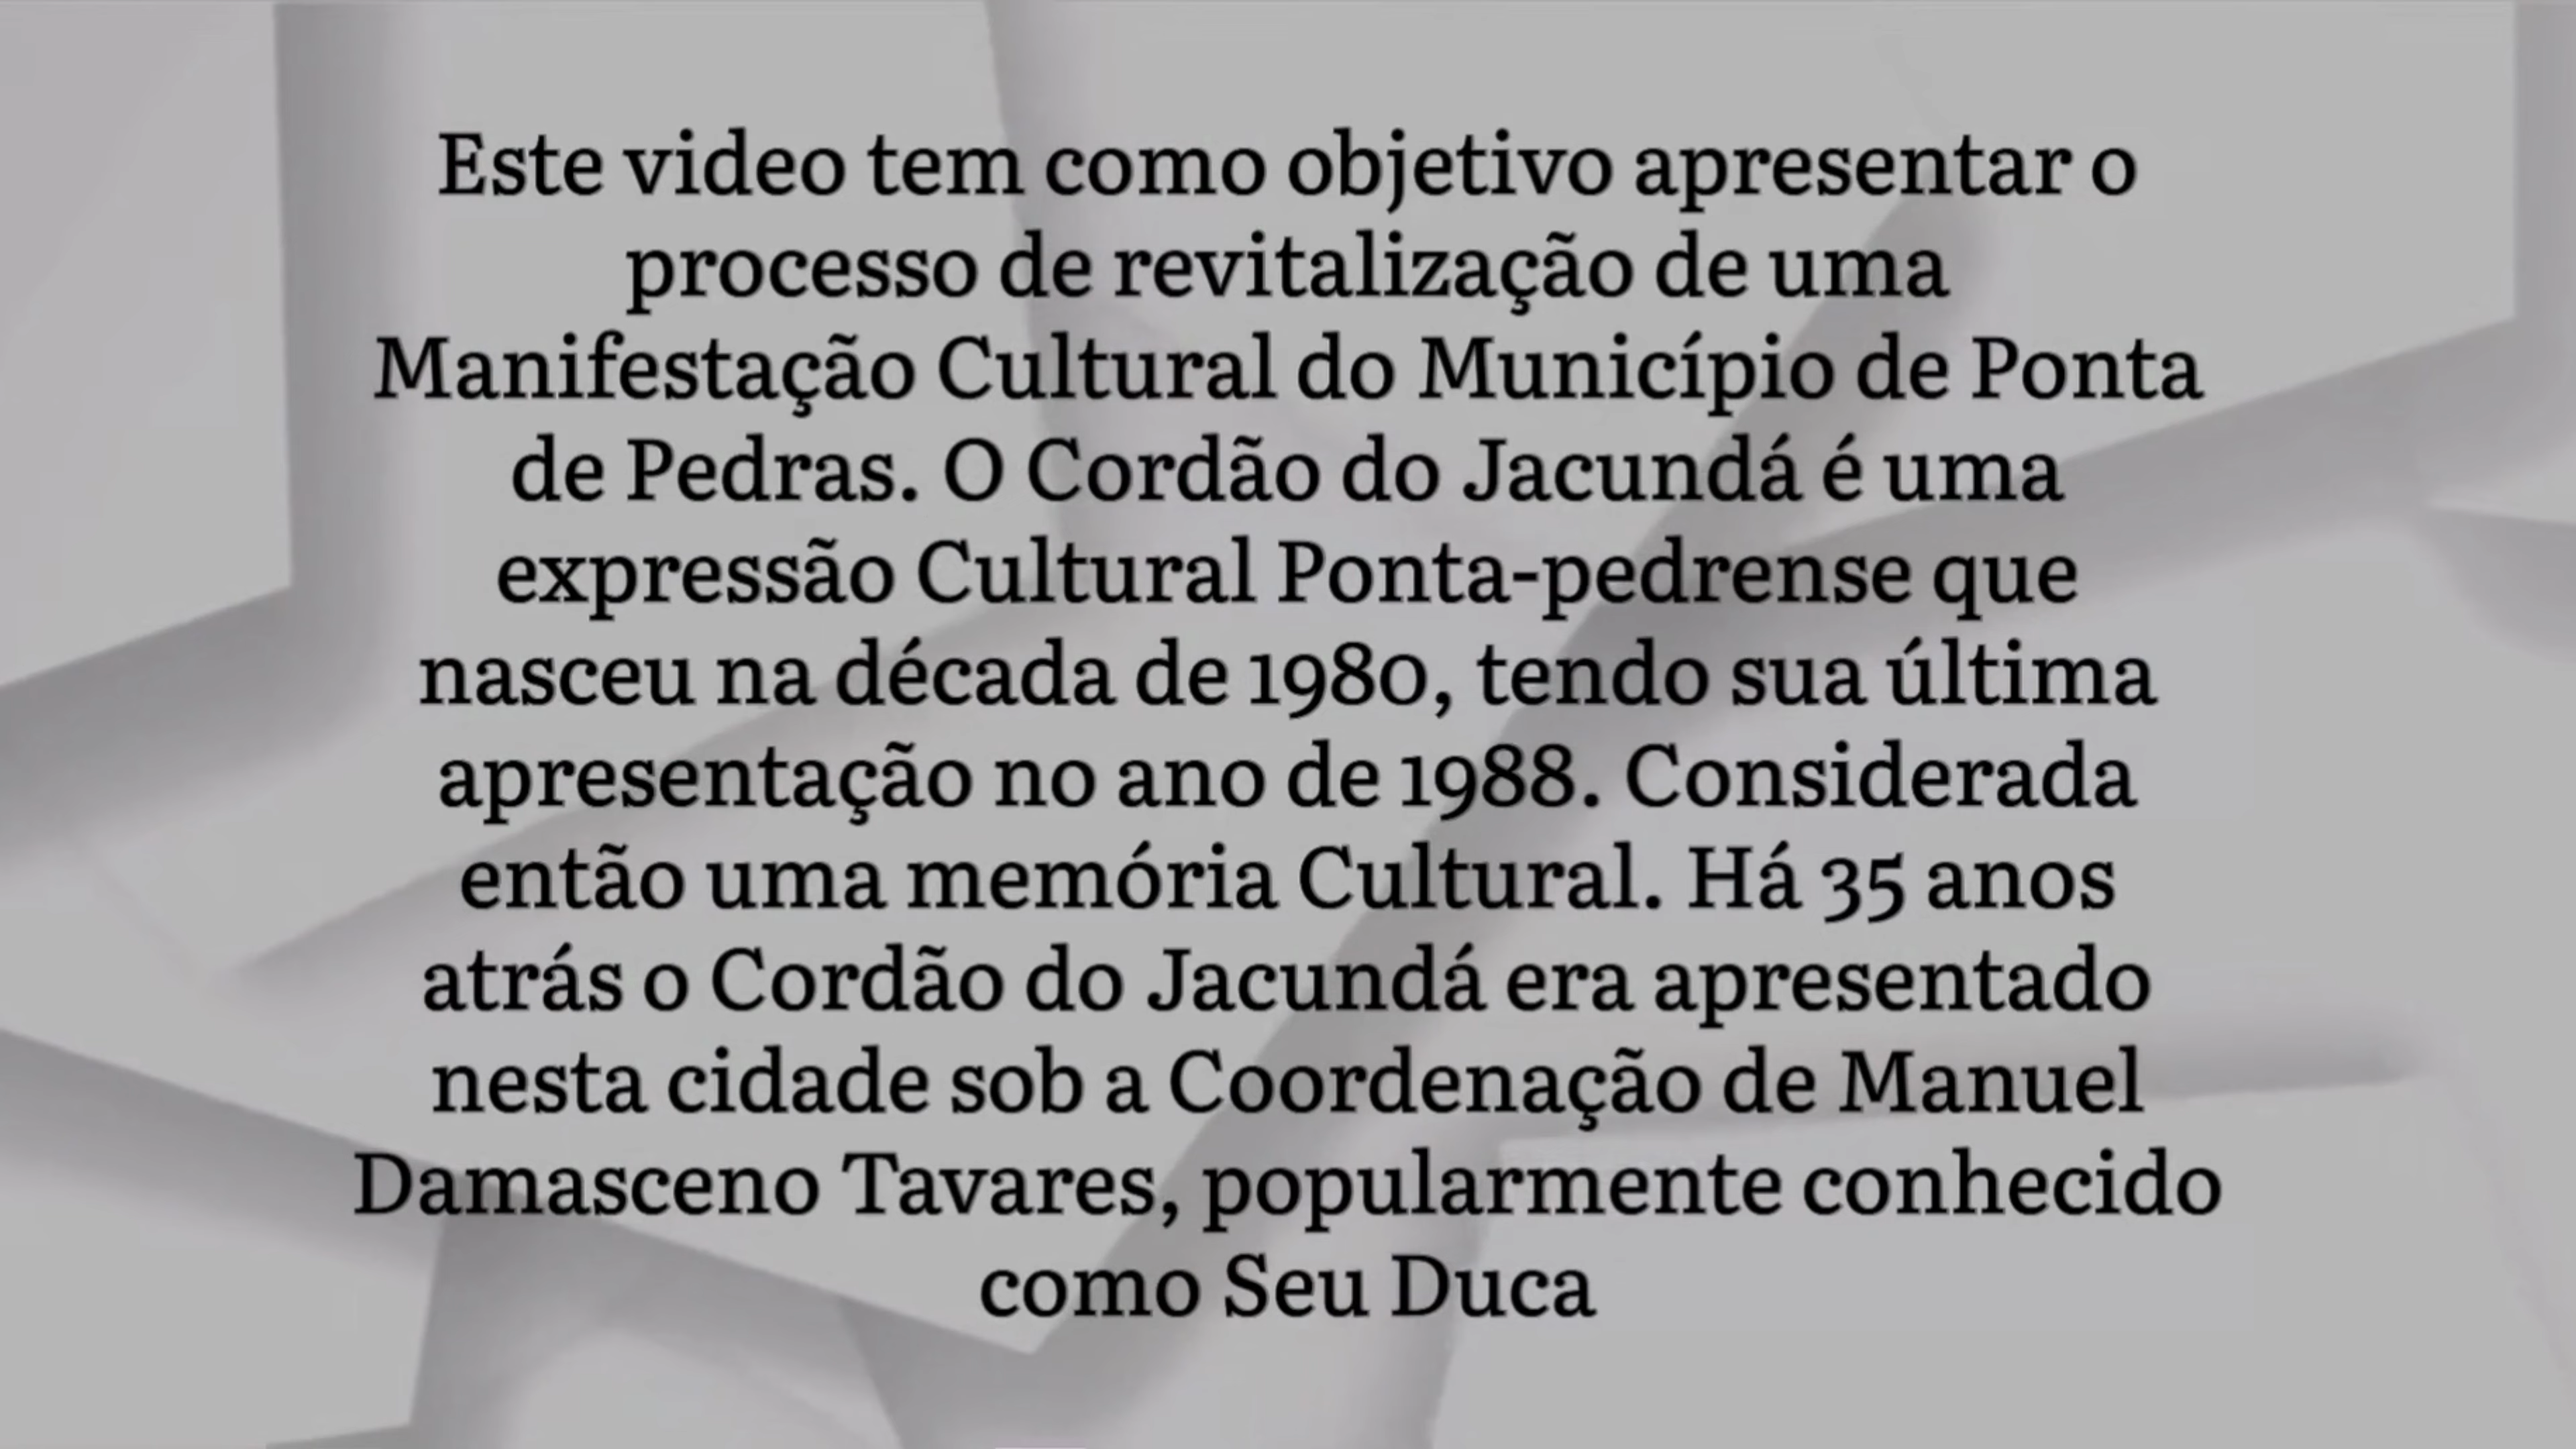 Este video tem como objetivo apresentar o
processo de revitalização de uma
Manifestação Cultural do Município de Ponta
de Pedras. O Cordão do Jacundá é uma
expressão Cultural Ponta-pedrense que
nasceu na década de 1980, tendo sua última
apresentação no ano de 1988. Considerada
então uma memória Cultural. Há 35 anos
atrás o Cordão do Jacundá era apresentado
nesta cidade sob a Coordenação de Manuel
Damasceno Tavares, popularmente conhecido
como Seu Duca